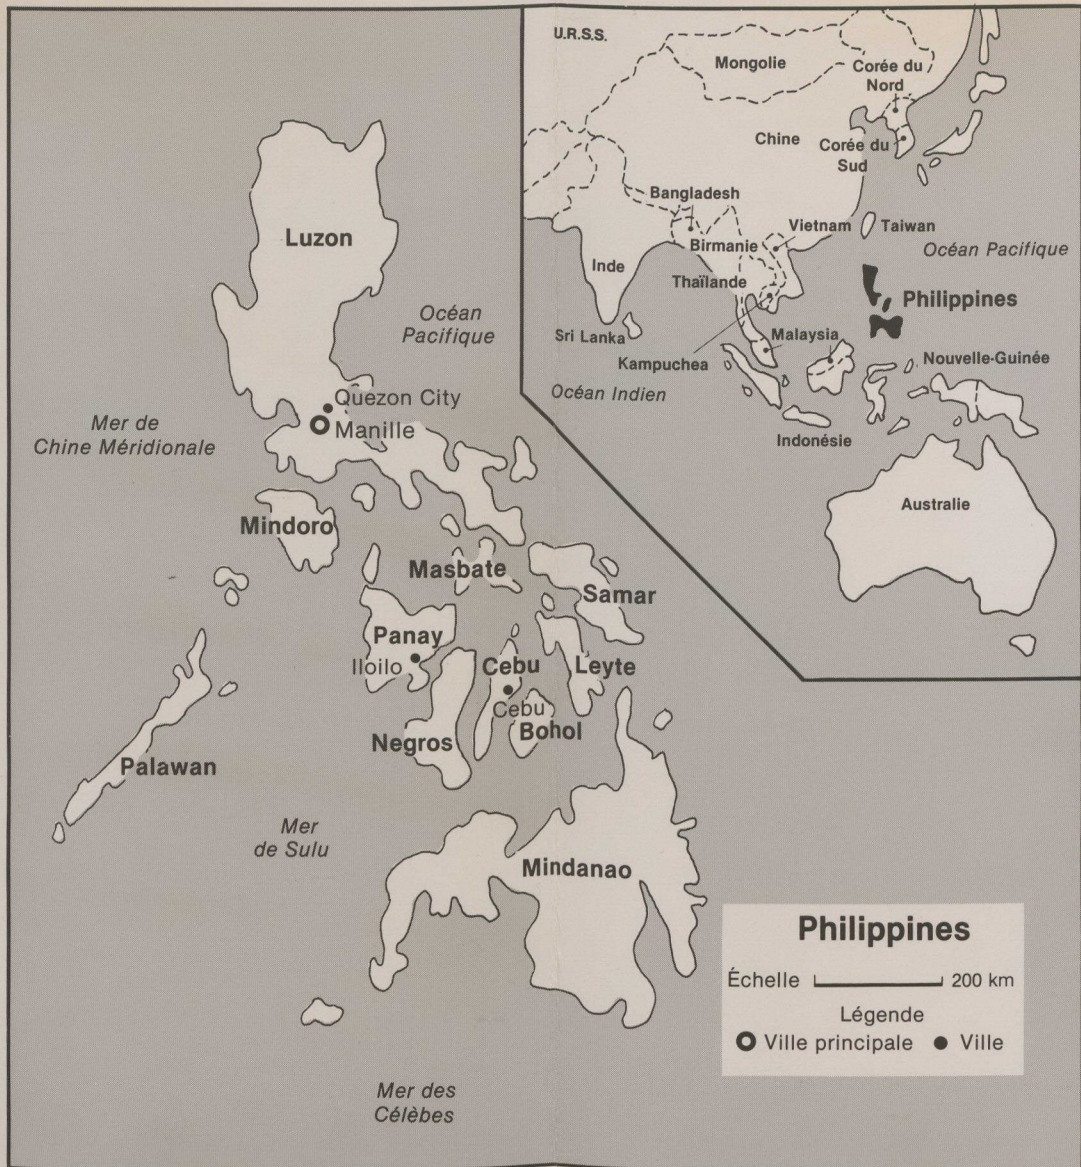 U.R.S.S.
Mongolie
Corée du
Nord
Chine
Corée du
Sud
Bangladesh
Birmanie
Vietnam
Taiwan
Océan Pacifique
Inde
Thaïlande
Philippines
Sri Lanka
Kampuchea
Malaysia
Nouvelle-Guinée
Océan Indien
Indonésie
Australie
Luzon
Océan
Pacifique
Quezon City
Manille
Mer de
Chine Méridionale
Mindoro
Masbate
Samar
Panay
Iloilo
Cebu
Leyte
Cebu
Bohol
Negros
Palawan
Mer
de Sulu
Mindanao
Mer des
Célèbes
Philippines
Échelle 200 km
Légende
Ville principale Ville